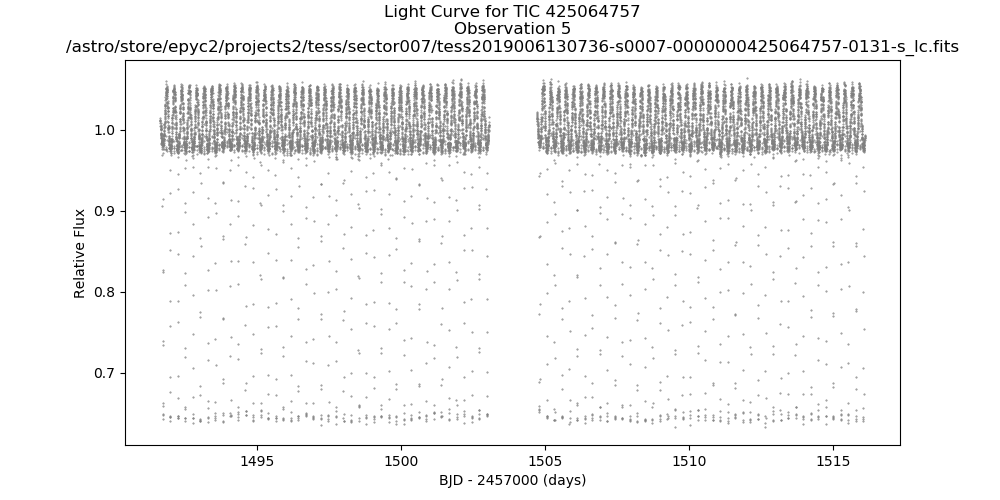 Light Curve for TIC 425064757
Observation 5
/astro/store/epyc2/projects2/tess/sector007/tess2019006130736-s0007-0000000425064757-0131-s_lc.fits
1.0
0.9
0.8
0.7
Relative Flux
1495
1500
1505
1510
1515
BJD - 2457000 (days)